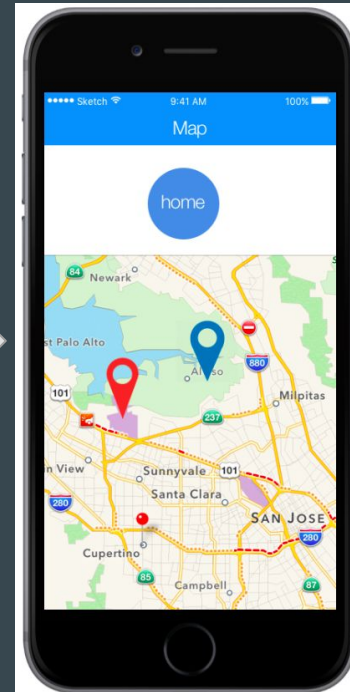 Sketch 9:41 AM 100%
Map
home
84
Newark
st Palo Alto
Alviso
880
101
Milpitas
237
n View
Sunnyvale 101
Santa Clara
280
SAN JOSE
280
Cupertino
85
Campbell
87